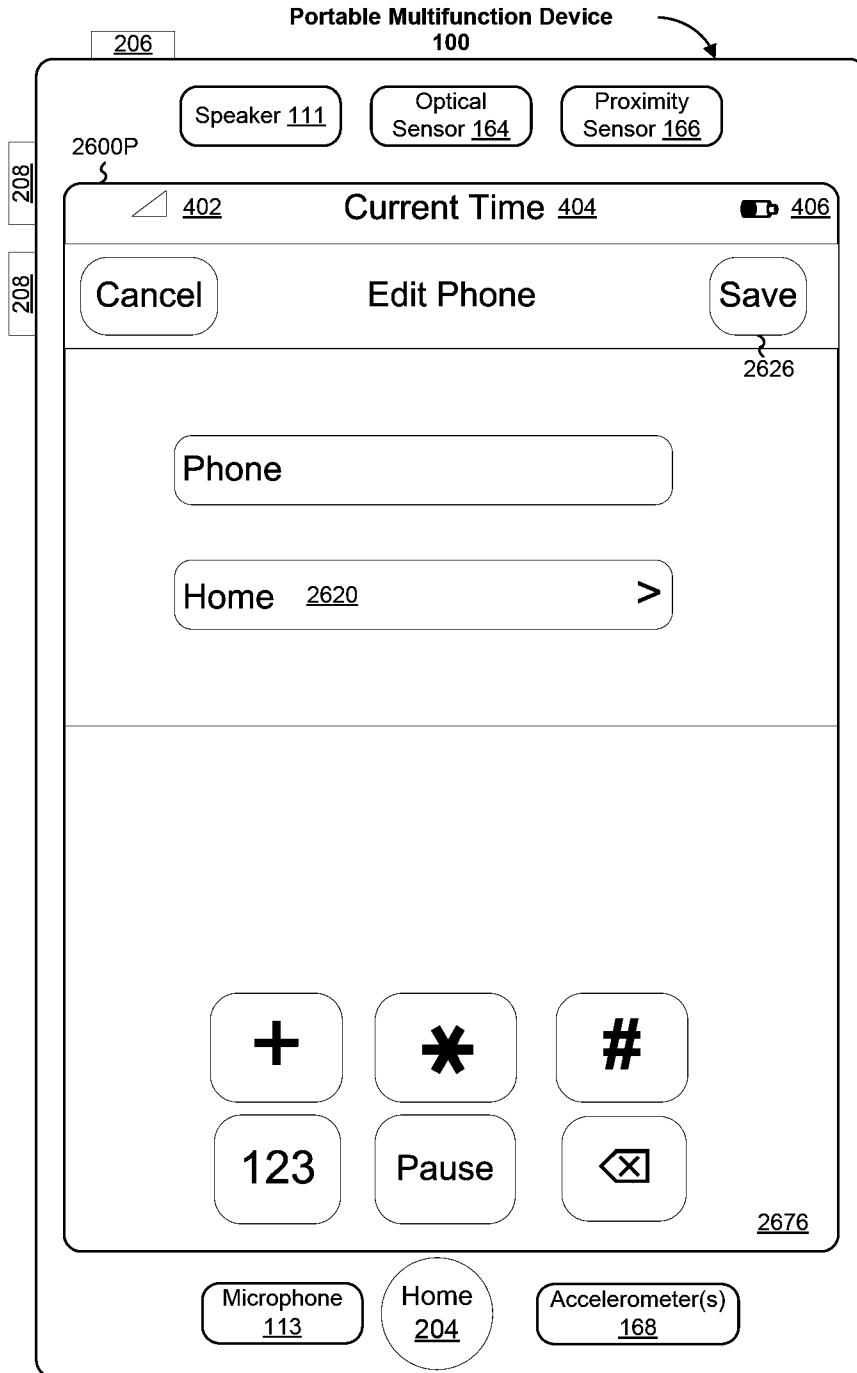 Portable Multifunction Device
100
206
Speaker 111
Optical
Sensor 164
Proximity
Sensor 166
2600P
208
402
Current Time 404
406
208
Cancel
Edit Phone
Save
2626
Phone
Home 2620 >
+
*
#
123
Pause
2676
Microphone
113
Home
204
Accelerometer(s)
168